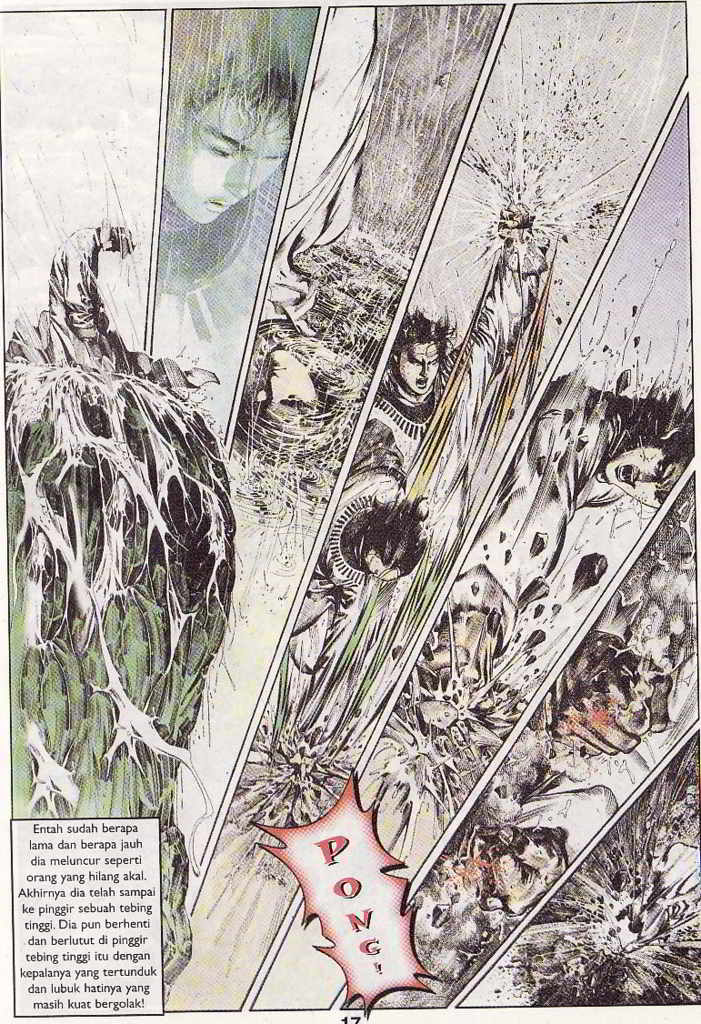 Entah sudah berapa
lama dan berapa jauh
dia meluncur seperti
orang yang hilang akal.
Akhirnya dia telah sampai
ke pinggir sebuah tebing
tinggi. Dia pun berhenti
dan berlutut di pinggir
tebing tinggi itu dengan
kepalanya yang tertunduk
dan lubuk hatinya yang
masih kuat bergolak!
PONG!
17